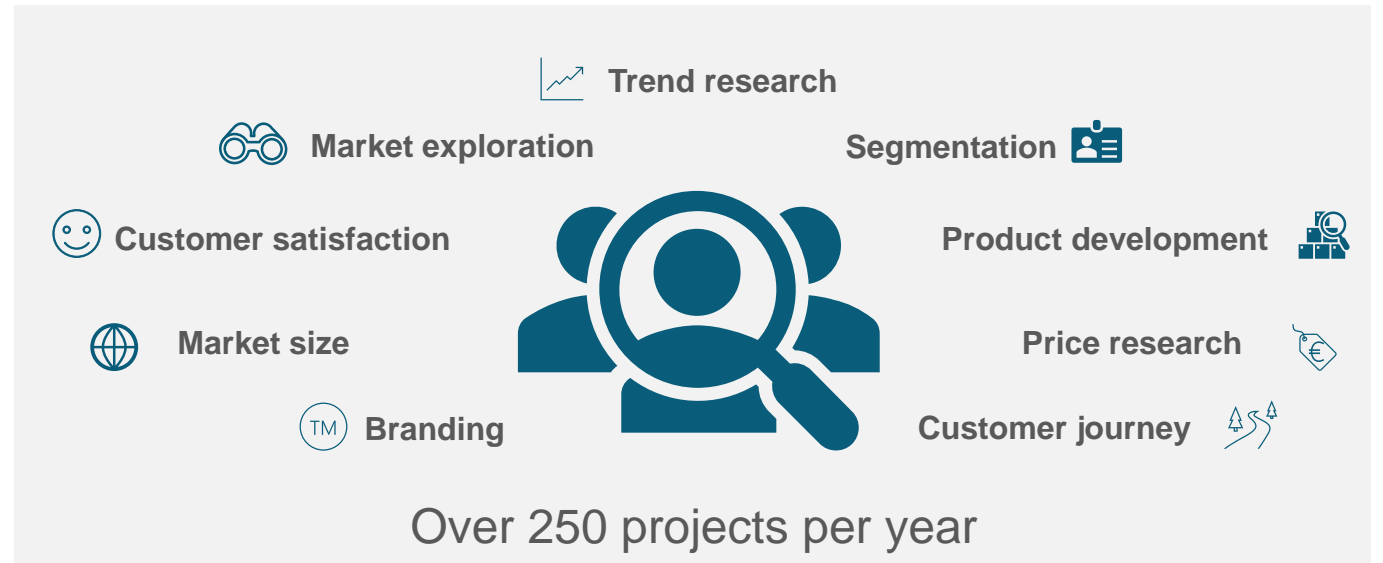 Trend research
Market exploration
Segmentation
Customer satisfaction
Product development
Market size
Price research
€
TM
Branding
Customer journey
Over 250 projects per year